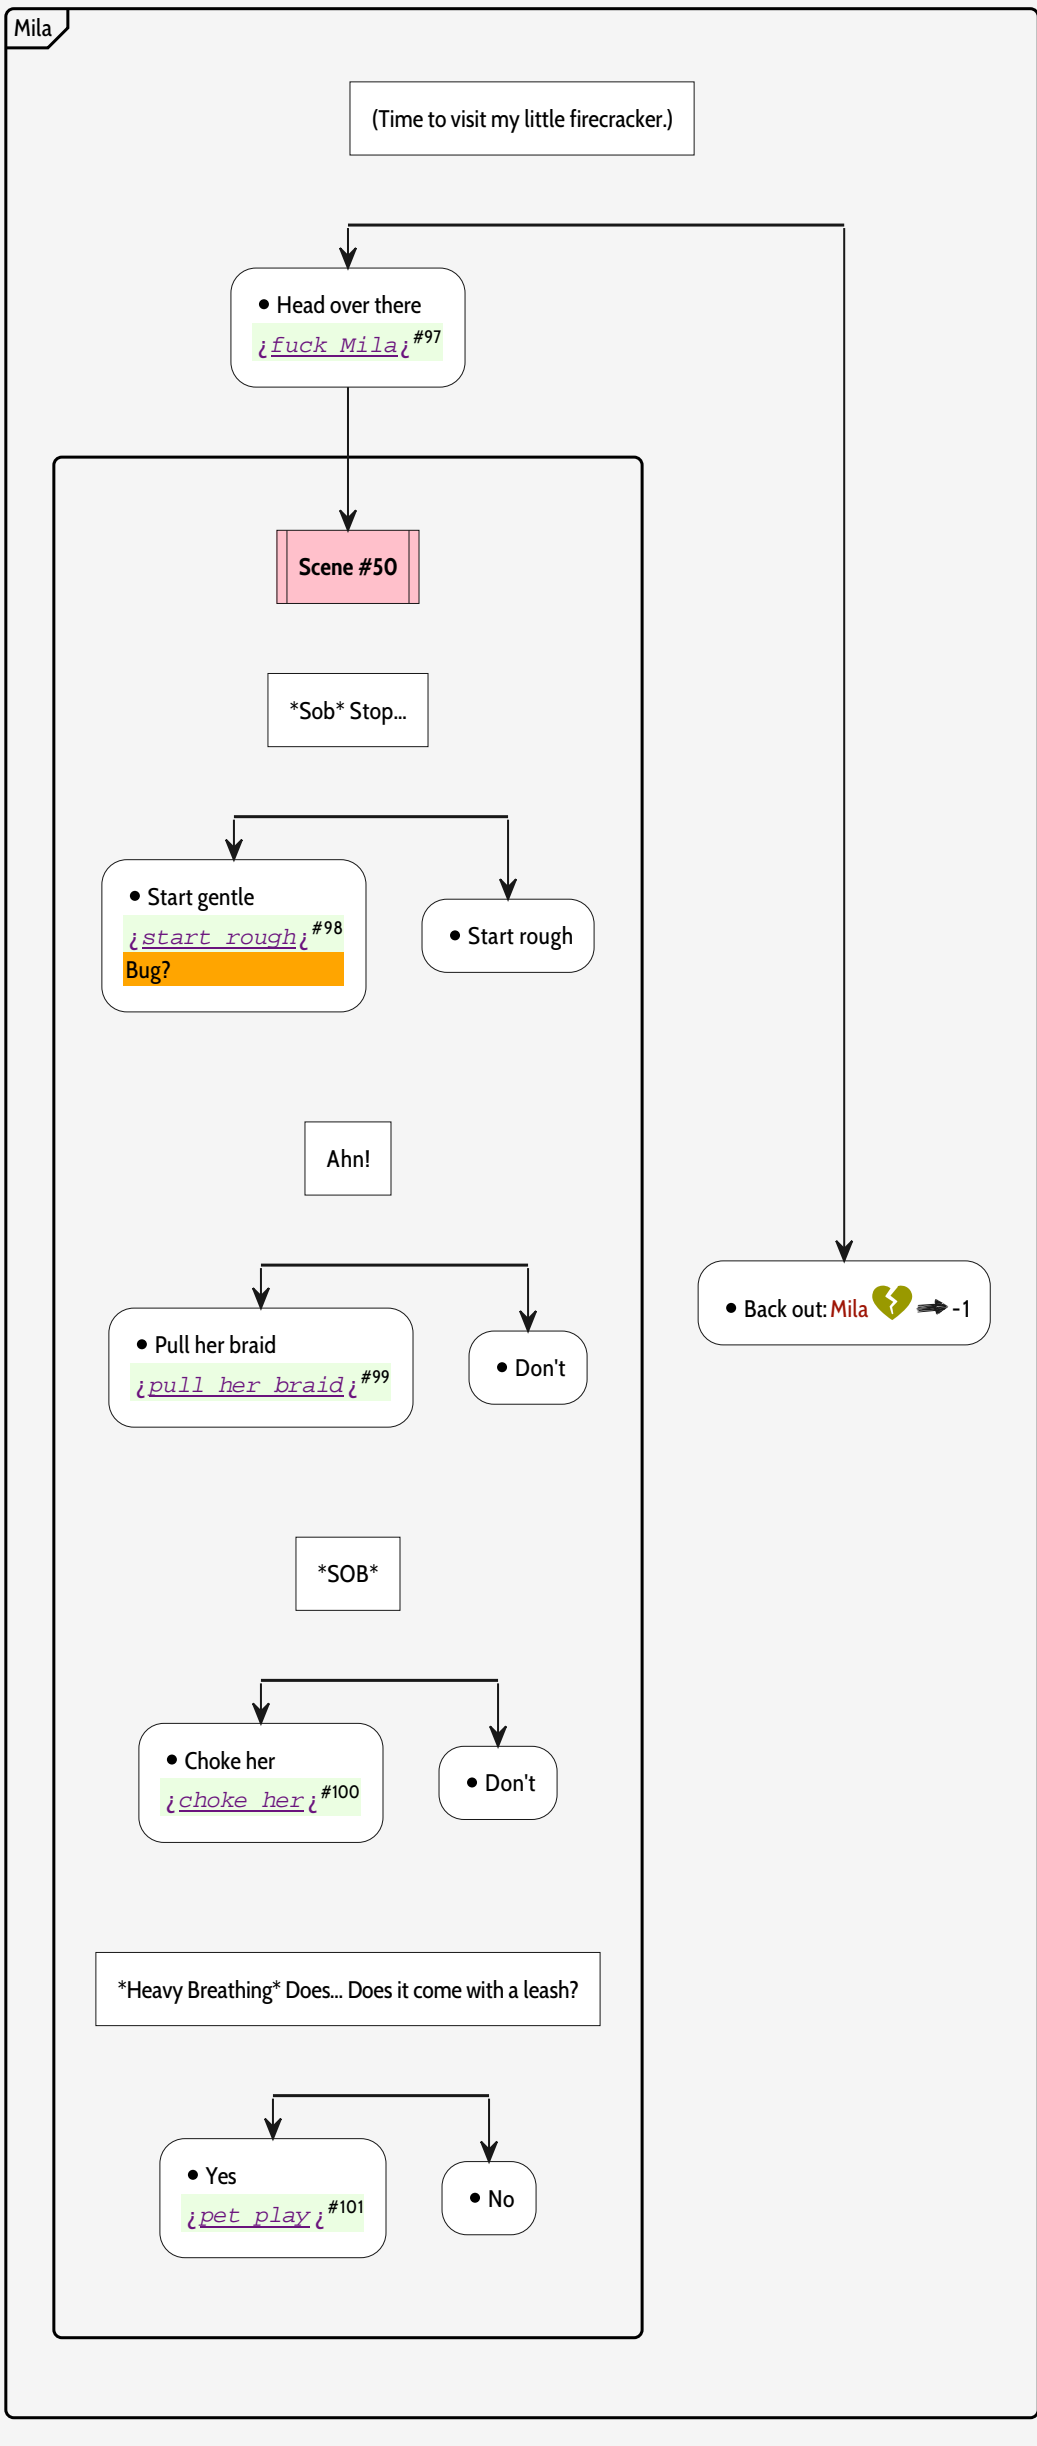 Mila
(Time to visit my little firecracker.)
• Head over there
¿fuck Mila¿#97
Scene #50
*Sob* Stop...
• Start gentle
¿start rough¿#98
Bug?
• Start rough
Ahn!
• Pull her braid
¿pull her braid¿#99
• Don't
• Back out: Mila -1
*SOB*
• Choke her
¿choke her¿#100
• Don't
*Heavy Breathing* Does... Does it come with a leash?
• Yes
¿pet play¿#101
• No